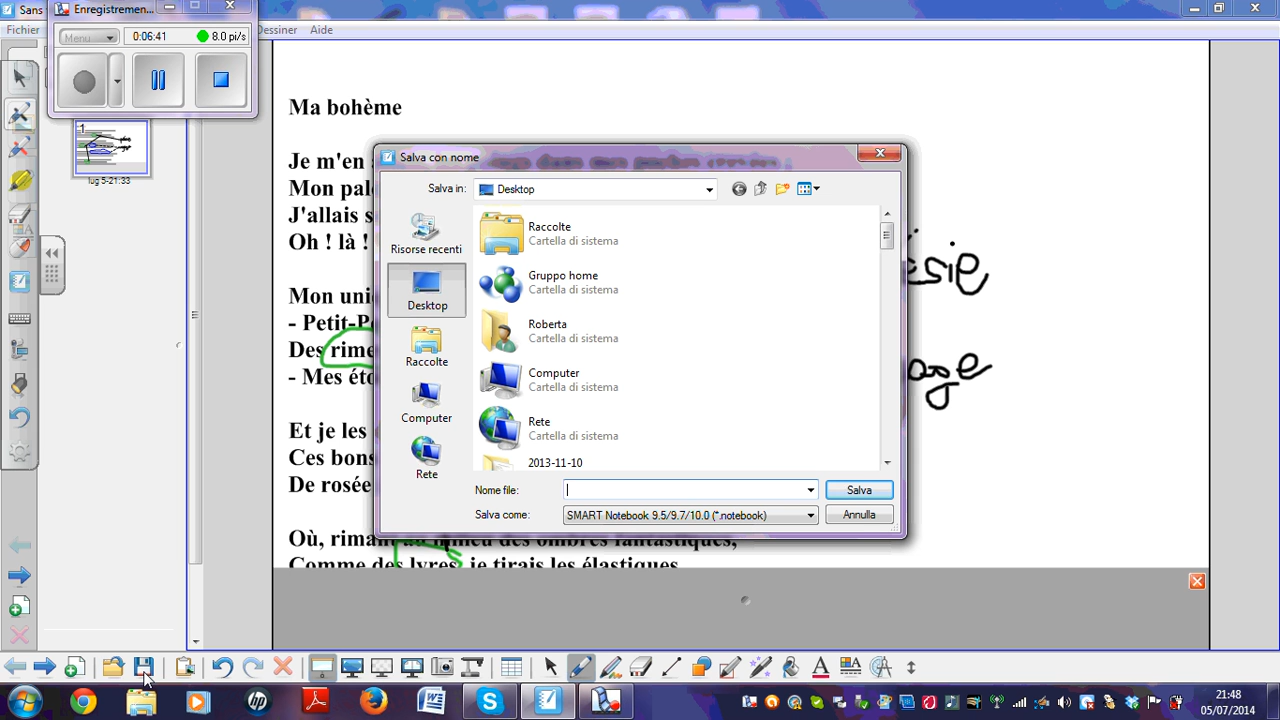 Sans
Enregistremen...
Fichier
Dessiner
Aide
Menu
0:06:41
8.0 pi/s
1
lug 5-21:33
Ma bohème
Je m'en
Mon pal
J'allais s
Oh ! là !
Mon uni
- Petit-P
Des rime
- Mes éto
Et je les
Ces bons
De rosée
Où, rimant au milieu des ombres fantastiques,
Comme des lyres, je tirais les élastiques
ésie
age
Salva con nome
Salva in:
Desktop
Risorse recenti
Desktop
Raccolte
Computer
Rete
Raccolte
Cartella di sistema
Gruppo home
Cartella di sistema
Roberta
Cartella di sistema
Computer
Cartella di sistema
Rete
Cartella di sistema
2013-11-10
Nome file:
Salva
Salva come:
SMART Notebook 9.5/9.7/10.0 (*.notebook)
Annulla
21:48
05/07/2014